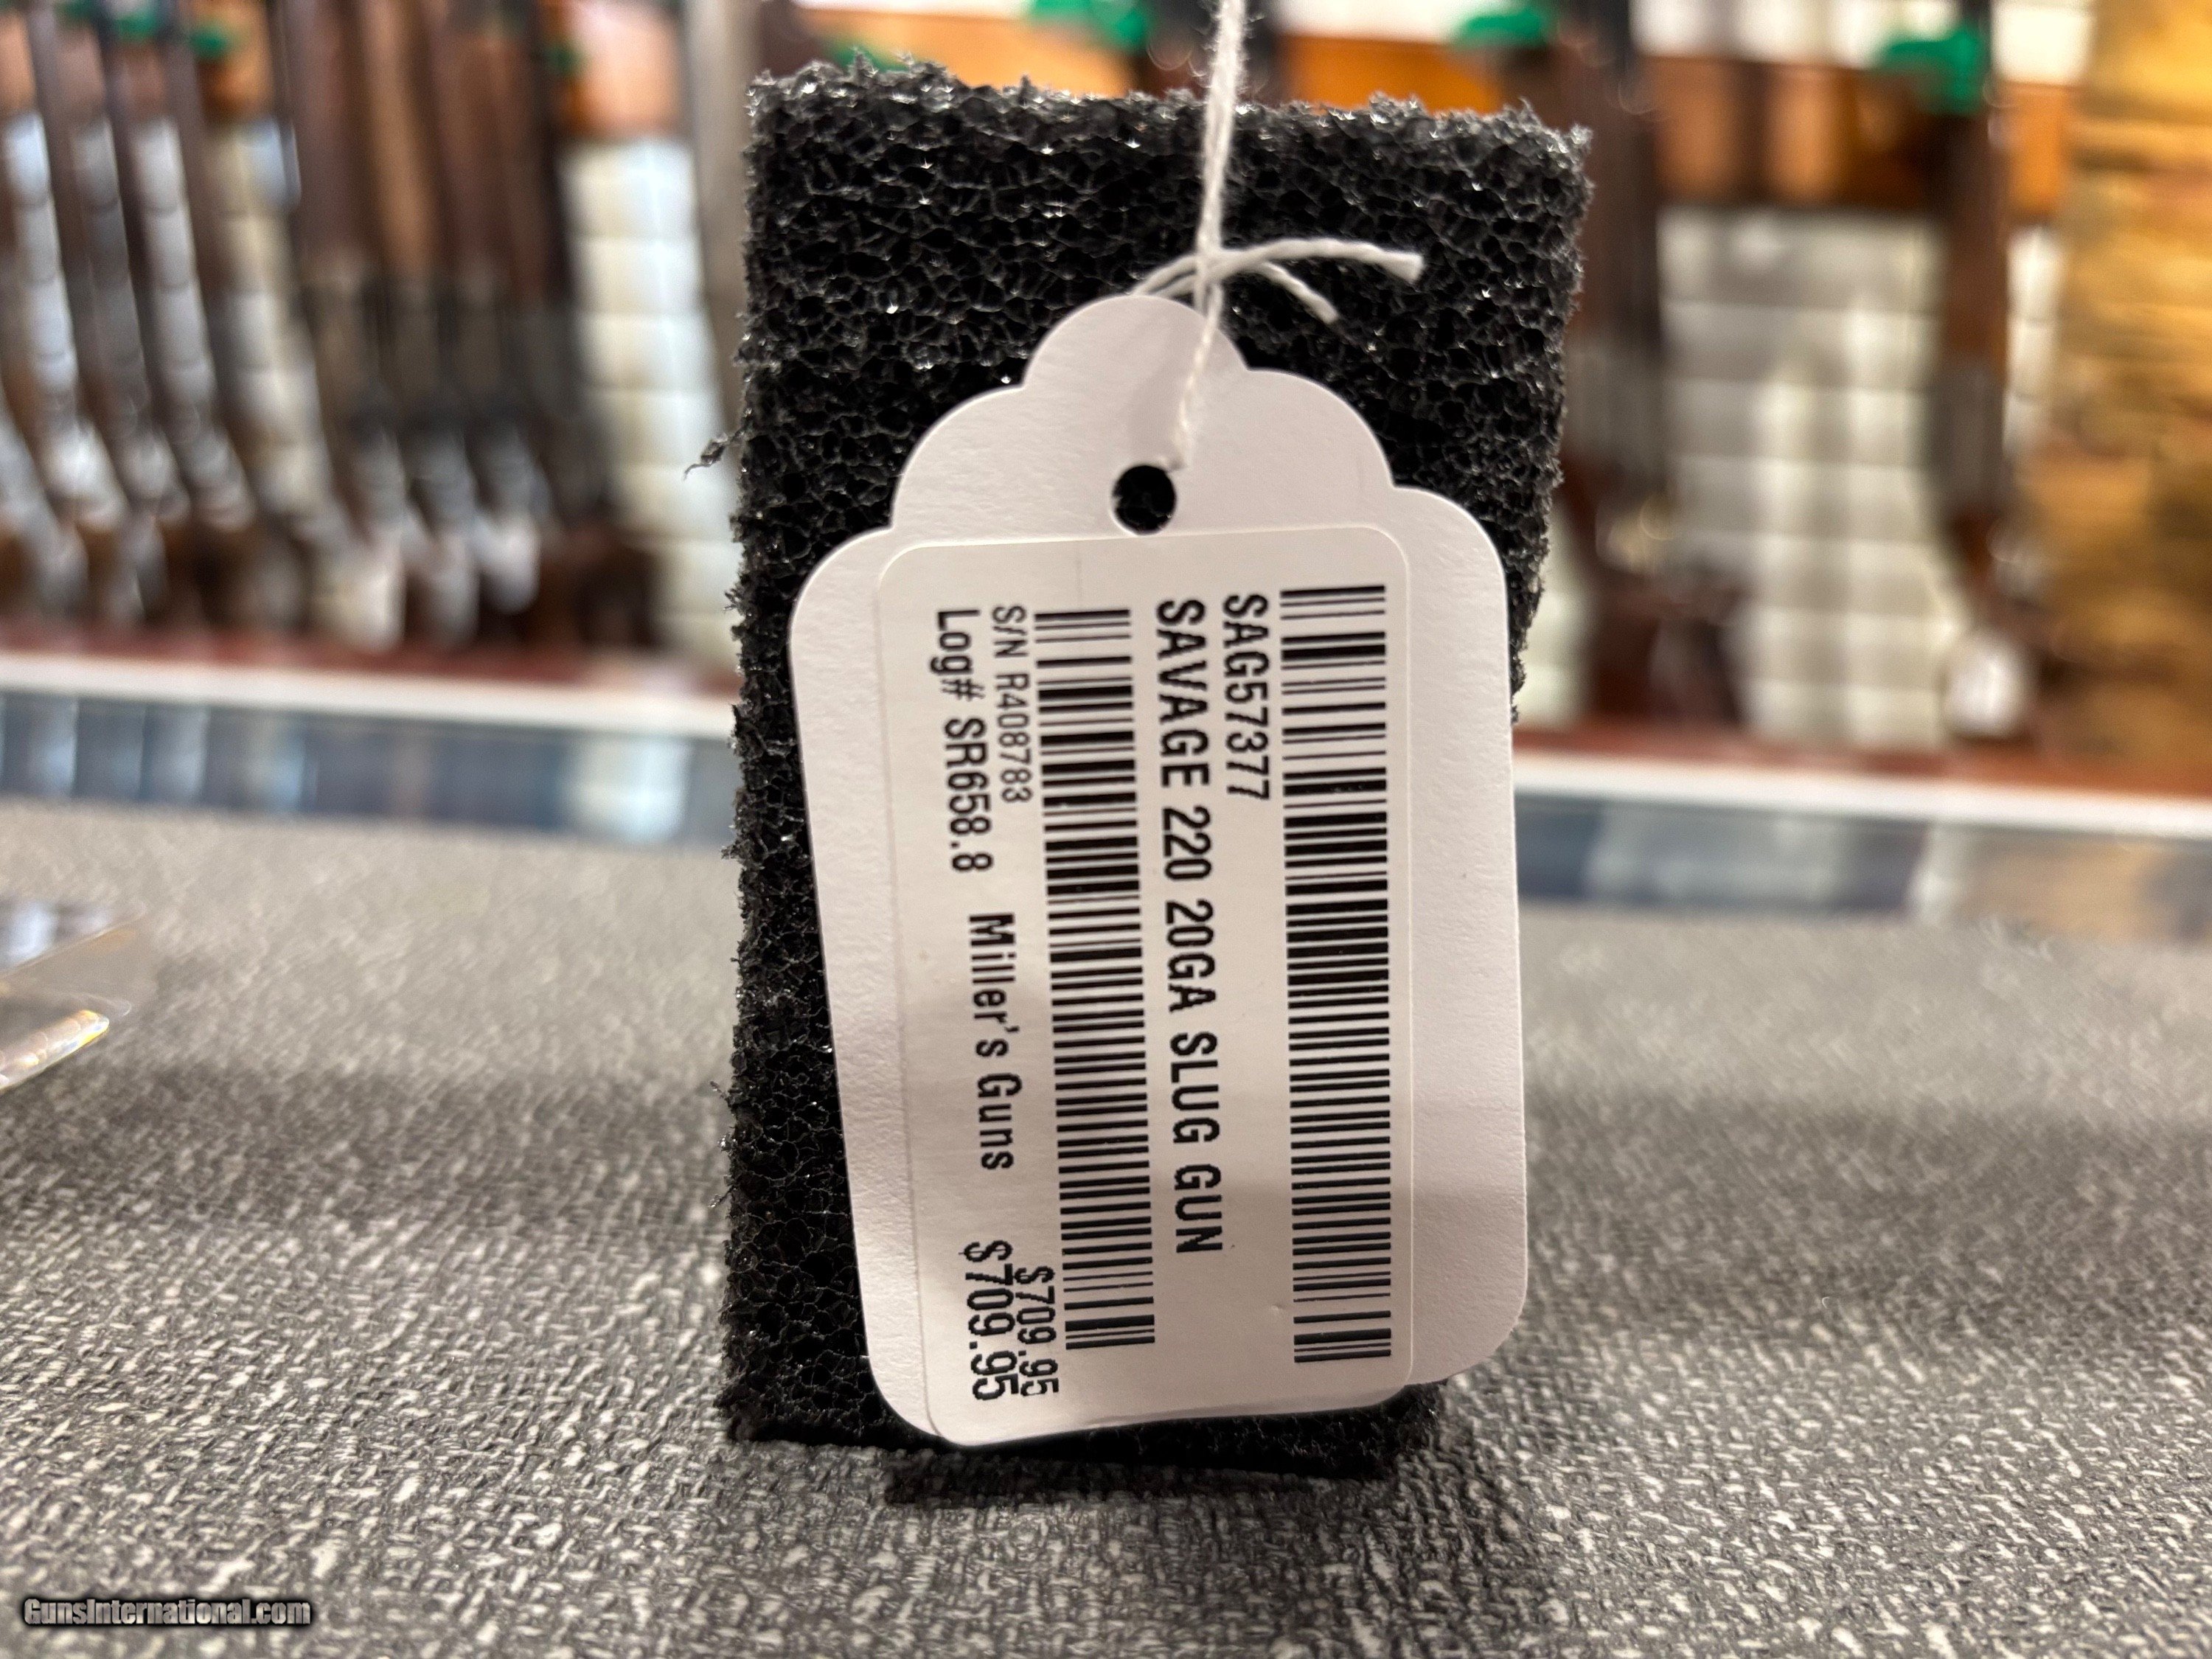 SAG57377
SAVAGE 220 20GA SLUG GUN
S/N R408783
$709.95
Log# SR658.8 Miller's Guns $709.95
GunsInternational.com